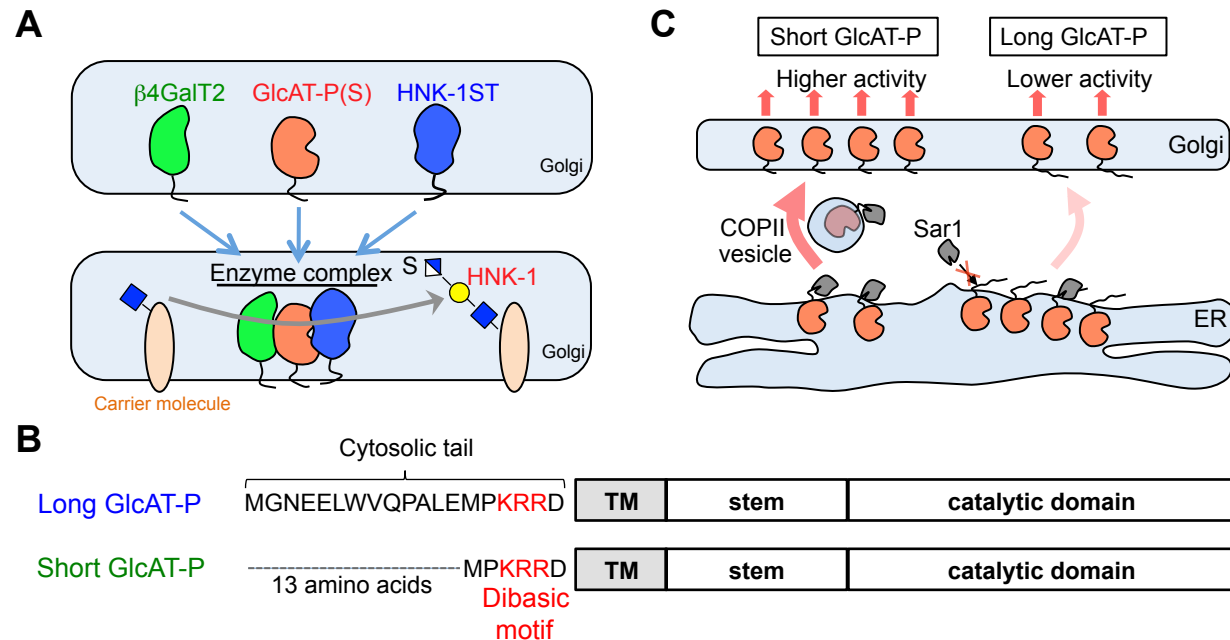 A
β4GalT2 GlcAT-P(S) HNK-1ST
Golgi
Enzyme complex
S
HNK-1
Golgi
Carrier molecule
C
Short GlcAT-P Long GlcAT-P
Higher activity Lower activity
Golgi
COPII
vesicle
Sar1
ER
B
Cytosolic tail
Long GlcAT-P MGNEELWVQPALEMPKRRD TM stem catalytic domain
Short GlcAT-P MPKRRD TM stem catalytic domain
13 amino acids
Dibasic
motif